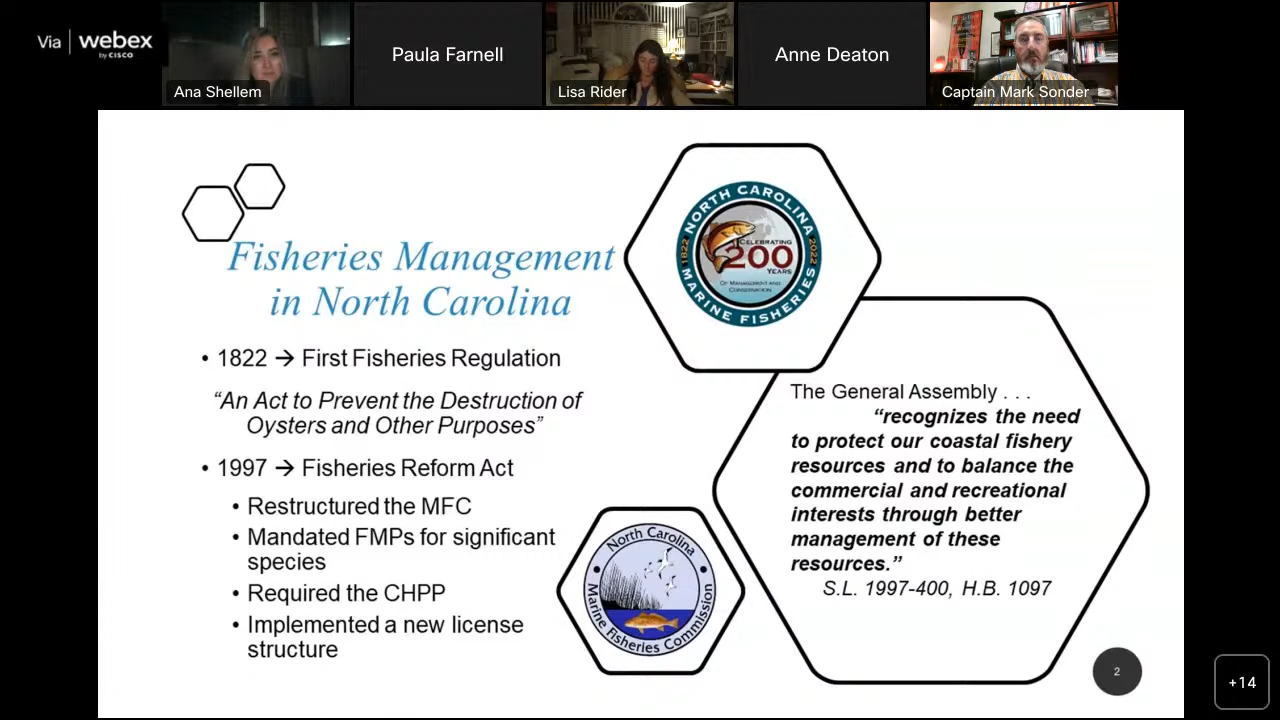 Via | webex
by CISCO
Ana Shellem
Paula Farnell
Lisa Rider
Anne Deaton
Captain Mark Sonder
Fisheries Management
in North Carolina
• 1822 → First Fisheries Regulation
“An Act to Prevent the Destruction of
Oysters and Other Purposes”
• 1997 → Fisheries Reform Act
• Restructured the MFC
• Mandated FMPs for significant
species
• Required the CHPP
• Implemented a new license
structure
NORTH CAROLINA
1822
CELEBRATING
200
YEARS
OF MANAGEMENT AND
CONSERVATION
2022
MARINE FISHERIES
The General Assembly . . .
“recognizes the need
to protect our coastal fishery
resources and to balance the
commercial and recreational
interests through better
management of these
resources.”
S.L. 1997-400, H.B. 1097
North Carolina
Marine Fisheries Commission
2
+14